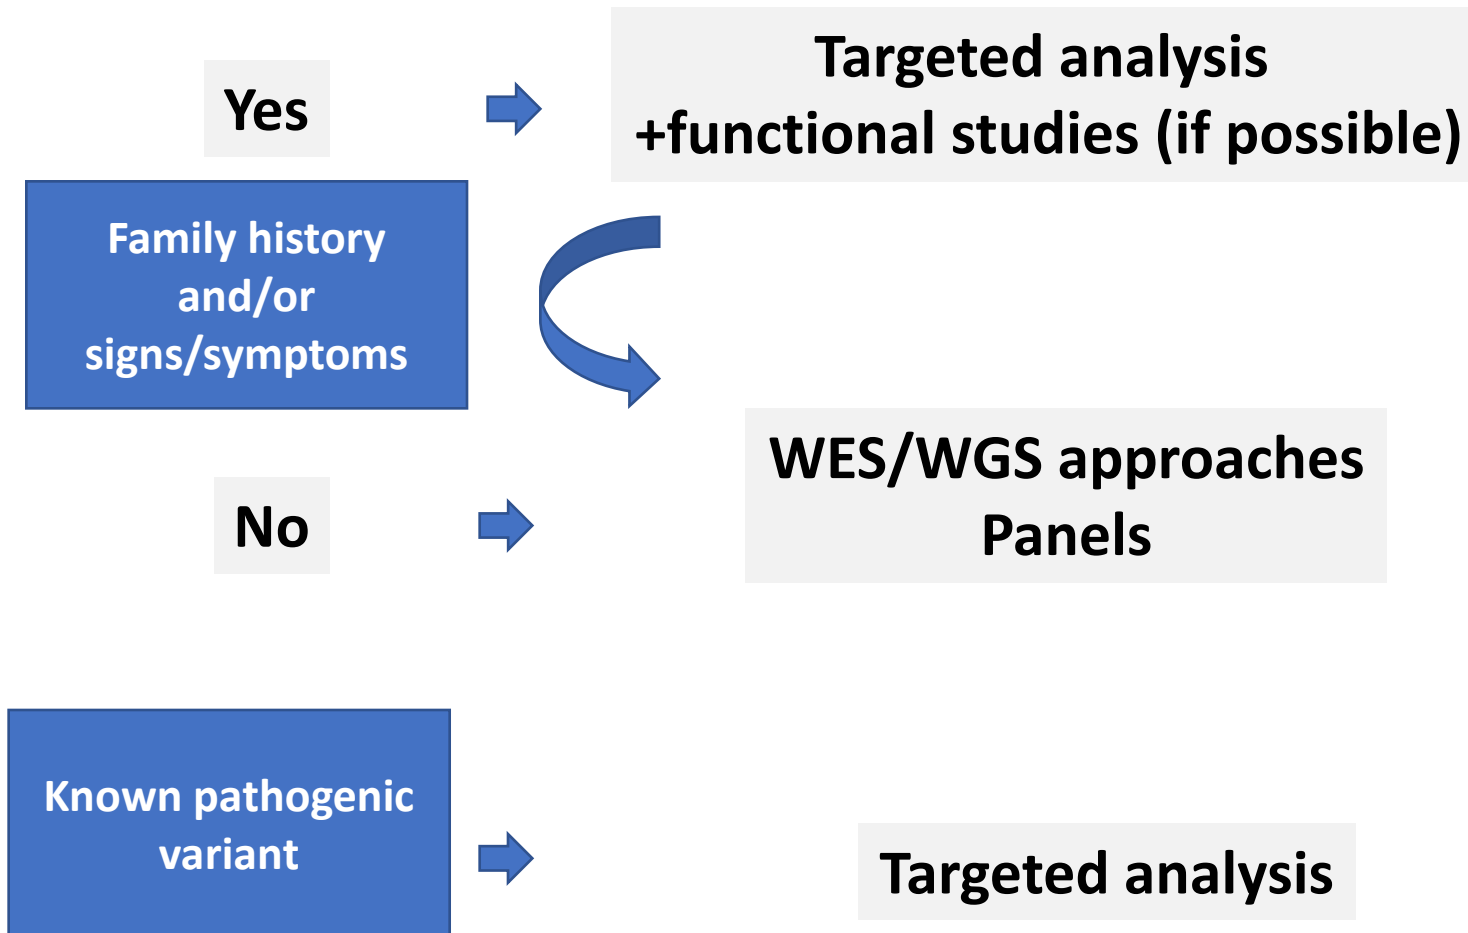 Yes
Targeted analysis
+functional studies (if possible)
Family history
and/or
signs/symptoms
No
WES/WGS approaches
Panels
Known pathogenic
variant
Targeted analysis